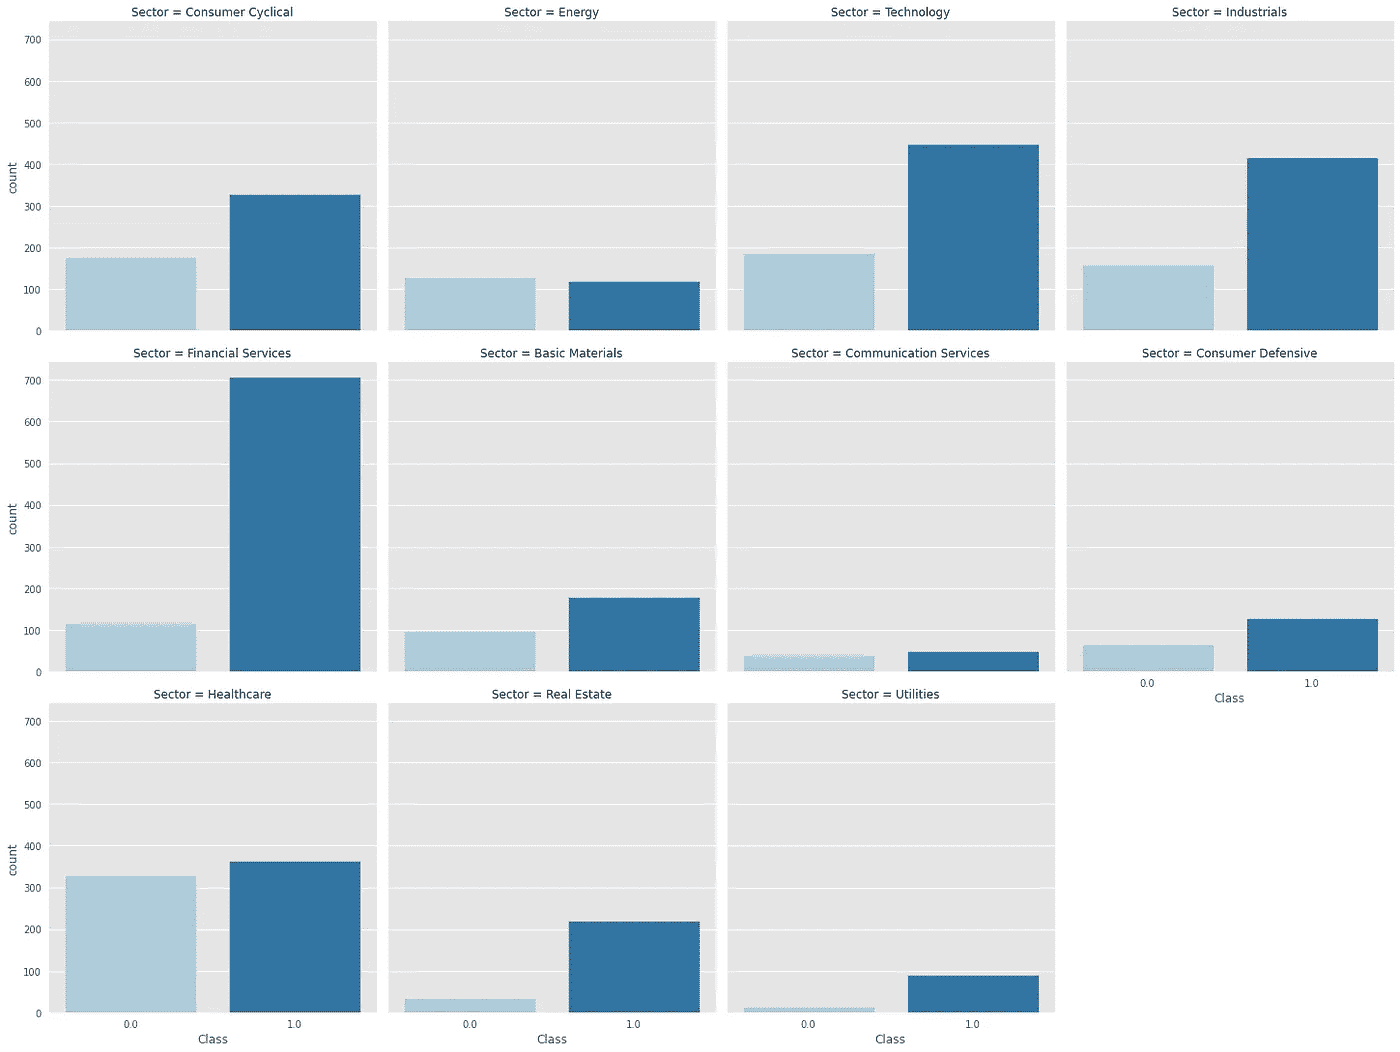 Sector = Consumer Cyclical
Sector = Energy
Sector = Technology
Sector = Industrials
700
600
500
400
300
200
100
0
count
Sector = Financial Services
Sector = Basic Materials
Sector = Communication Services
Sector = Consumer Defensive
700
600
500
400
300
200
100
0
count
0.0 1.0
Class
Sector = Healthcare
Sector = Real Estate
Sector = Utilities
700
600
500
400
300
200
100
0
count
0.0 1.0
Class
0.0 1.0
Class
0.0 1.0
Class